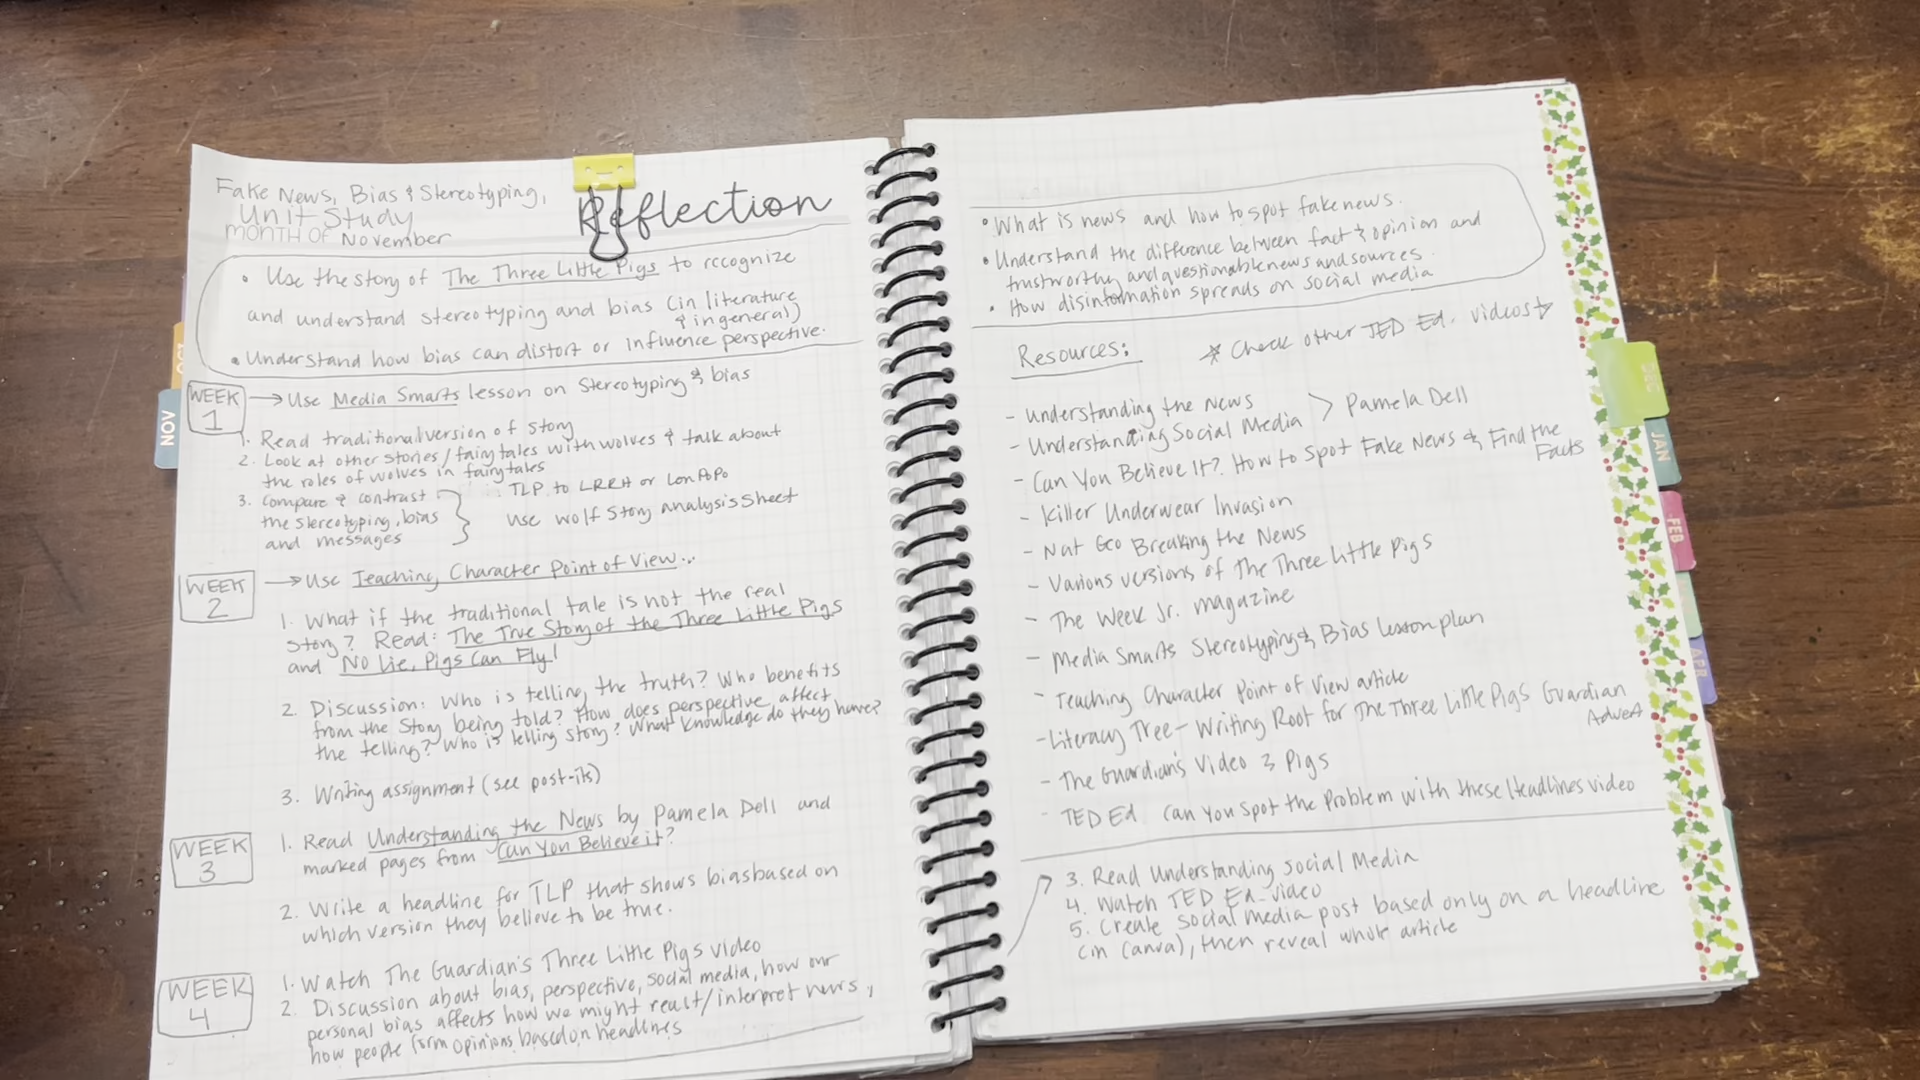 Fake News, Bias & Stereotyping,
Unit Study
MONTH OF November
Reflection
• Use the story of The Three Little Pigs to recognize
and understand stereotyping and bias (in literature
& in general)
• Understand how bias can distort or influence perspective.
WEEK
1
→ Use Media Smarts lesson on Stereotyping & bias
1. Read traditional version of story
2. Look at other stories/fairytales with wolves & talk about
the roles of wolves in fairytales
3. Compare & contrast
the stereotyping, bias
and messages
TLP to LRRH or Lon Po Po
Use Wolf Story analysis sheet
WEEK
2
→ Use Teaching Character Point of View...
1. What if the traditional tale is not the real
story? Read: The True Story of the Three Little Pigs
and No Lie, Pigs Can Fly!
2. Discussion: Who is telling the truth? Who benefits
from the story being told? How does perspective affect
the telling? Who is telling story? What knowledge do they have?
3. Writing assignment (see post-its)
WEEK
3
1. Read Understanding the News by Pamela Dell and
marked pages from Can You Believe it?
2. Write a headline for TLP that shows bias based on
which version they believe to be true.
WEEK
4
1. Watch The Guardian's Three Little Pigs video
2. Discussion about bias, perspective, social media, how our
personal bias affects how we might react/interpret news,
how people form opinions based on headlines
• What is news and how to spot fake news.
• Understand the difference between fact & opinion and
trustworthy and questionable news and sources.
• How disinformation spreads on social media
Resources:
☆ Check other TED Ed. videos ☆
- Understanding the News
- Understanding Social Media > Pamela Dell
- Can You Believe It?. How to Spot Fake News & Find the
Facts
- Killer Underwear Invasion
- Nat Geo Breaking the News
- Various versions of The Three Little Pigs
- The Week Jr. magazine
- Media Smarts Stereotyping & Bias lesson plan
- Teaching Character Point of View article
- Literacy Tree - Writing Root for The Three Little Pigs Guardian
Advert
- The Guardian's Video 3 Pigs
- TED Ed Can You Spot the Problem with these Headlines video
3. Read Understanding Social Media
4. Watch TED Ed. video
5. Create social media post based only on a headline
(in Canva), then reveal whole article
OCT
NOV
DEC
JAN
FEB
APR